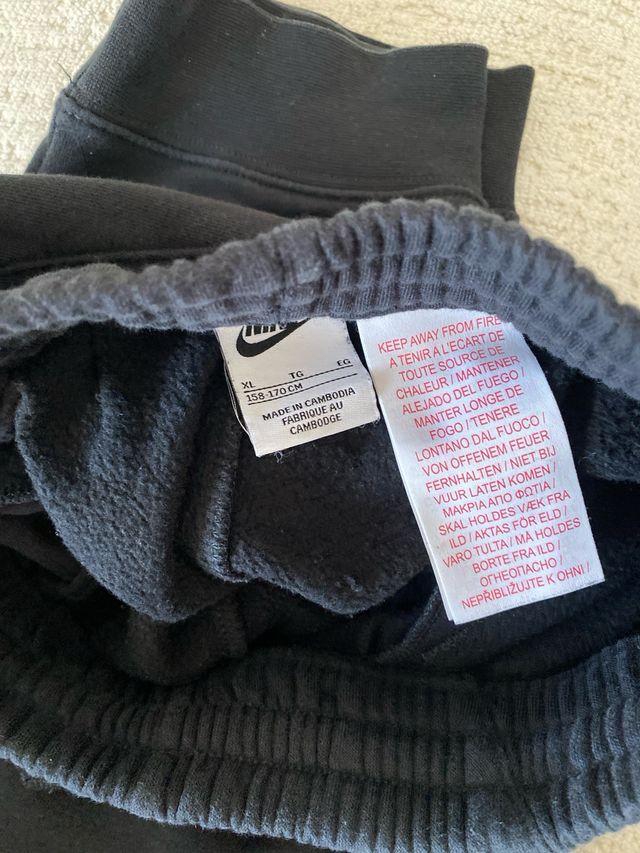 XL TG EG
158-170CM
MADE IN CAMBODIA
FABRIQUE AU
CAMBODGE
KEEP AWAY FROM FIRE
A TENIR À L'ÉCART DE
TOUTE SOURCE DE
CHALEUR / MANTENER
ALEJADO DEL FUEGO /
MANTER LONGE DE
FOGO / TENERE
LONTANO DAL FUOCO /
VON OFFENEM FEUER
FERNHALTEN / NIET BIJ
VUUR LATEN KOMEN /
ΜΑΚΡΙΑ ΑΠΟ ΦΩΤΙΑ /
SKAL HOLDES VÆK FRA
ILD / AKTAS FÖR ELD /
VARO TULTA / MÅ HOLDES
BORTE FRA ILD /
ОГНЕОПАСНО /
NEPŘIBLIŽUJTE K OHNI /